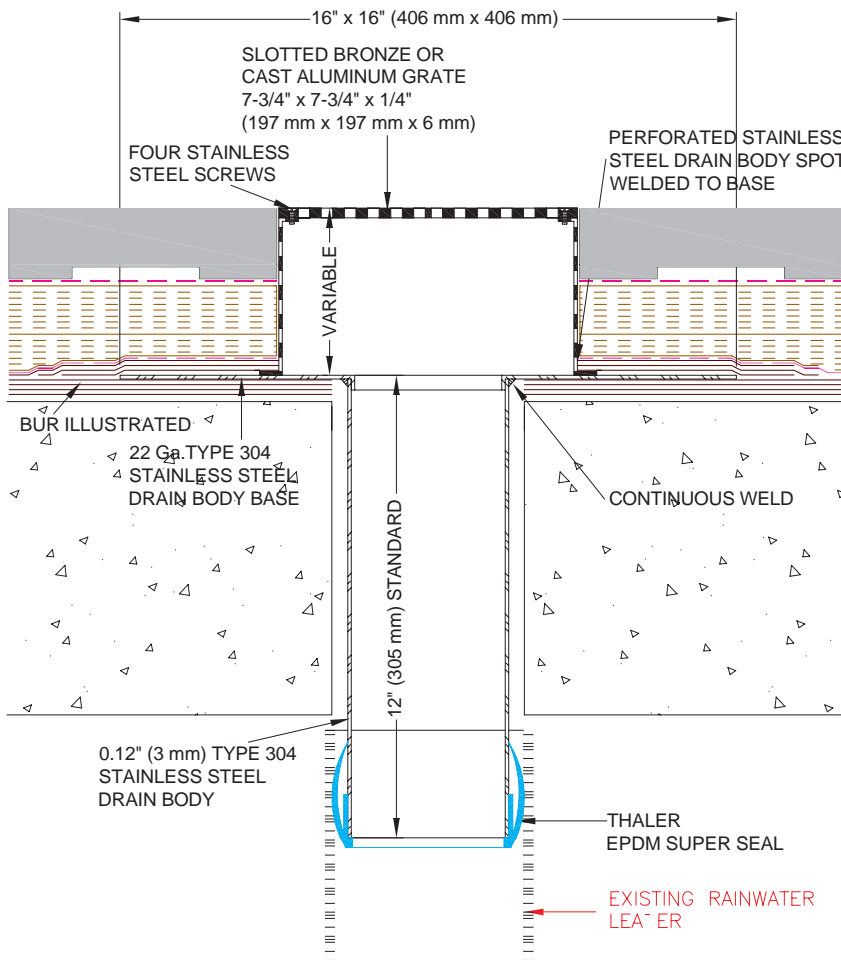 16" x 16" (406 mm x 406 mm)
SLOTTED BRONZE OR
CAST ALUMINUM GRATE
7-3/4" x 7-3/4" x 1/4"
(197 mm x 197 mm x 6 mm)
FOUR STAINLESS
STEEL SCREWS
PERFORATED STAINLESS
STEEL DRAIN BODY SPOT
WELDED TO BASE
VARIABLE
BUR ILLUSTRATED
22 Ga.TYPE 304
STAINLESS STEEL
DRAIN BODY BASE
CONTINUOUS WELD
12" (305 mm) STANDARD
0.12" (3 mm) TYPE 304
STAINLESS STEEL
DRAIN BODY
THALER
EPDM SUPER SEAL
EXISTING RAINWATER